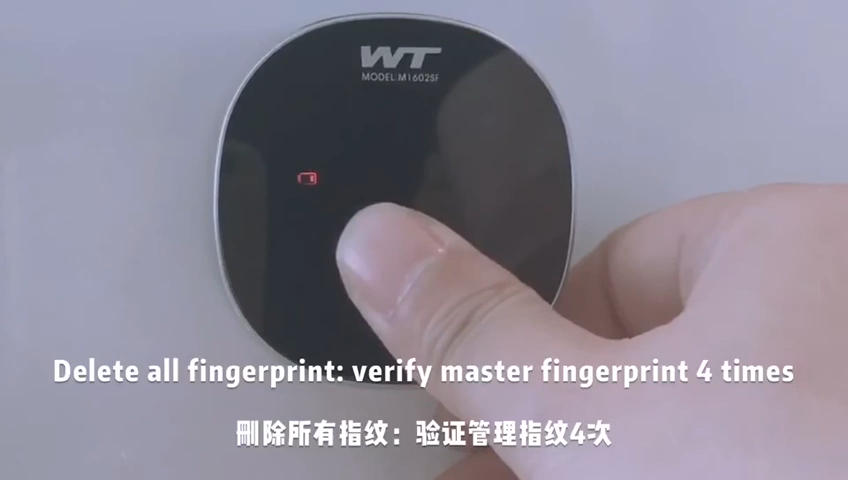 WT
MODEL:M1602SF
Delete all fingerprint: verify master fingerprint 4 times
删除所有指纹：验证管理指纹4次